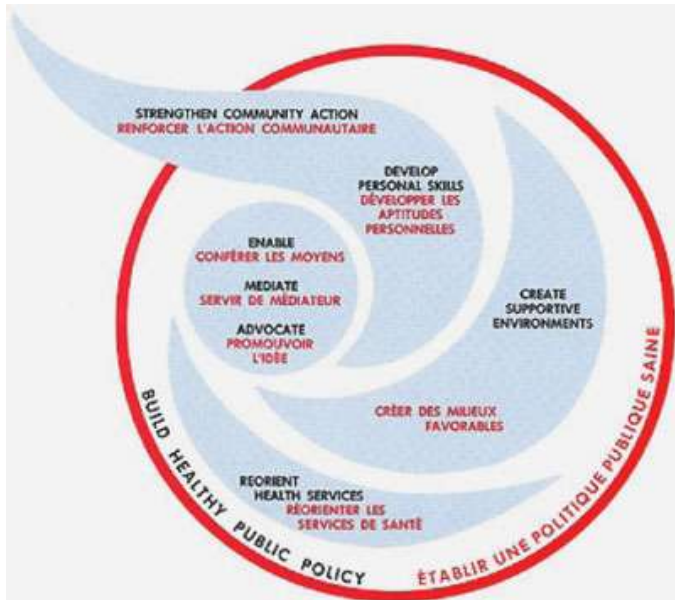 STRENGTHEN COMMUNITY ACTION
RENFORCER L'ACTION COMMUNAUTAIRE
DEVELOP
PERSONAL SKILLS
DÉVELOPPER LES
APTITUDES
PERSONNELLES
ENABLE
CONFÉRER LES MOYENS
MEDIATE
SERVIR DE MÉDIATEUR
ADVOCATE
PROMOUVOIR
L'IDÉE
CREATE
SUPPORTIVE
ENVIRONMENTS
CRÉER DES MILIEUX
FAVORABLES
REORIENT
HEALTH SERVICES
RÉORIENTER LES
SERVICES DE SANTÉ
BUILD HEALTHY PUBLIC POLICY
ÉTABLIR UNE POLITIQUE PUBLIQUE SAINE